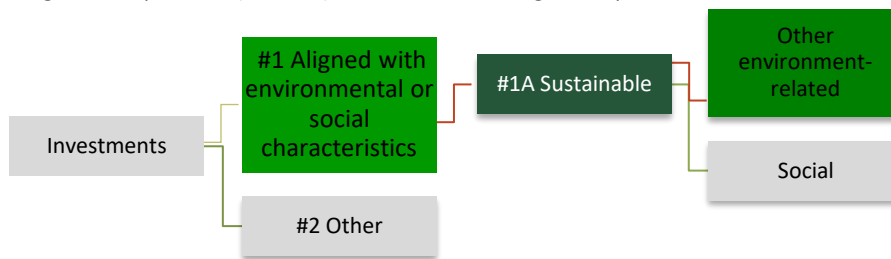 Investments
#1 Aligned with
environmental or
social
characteristics
#2 Other
#1A Sustainable
Other
environment-
related
Social